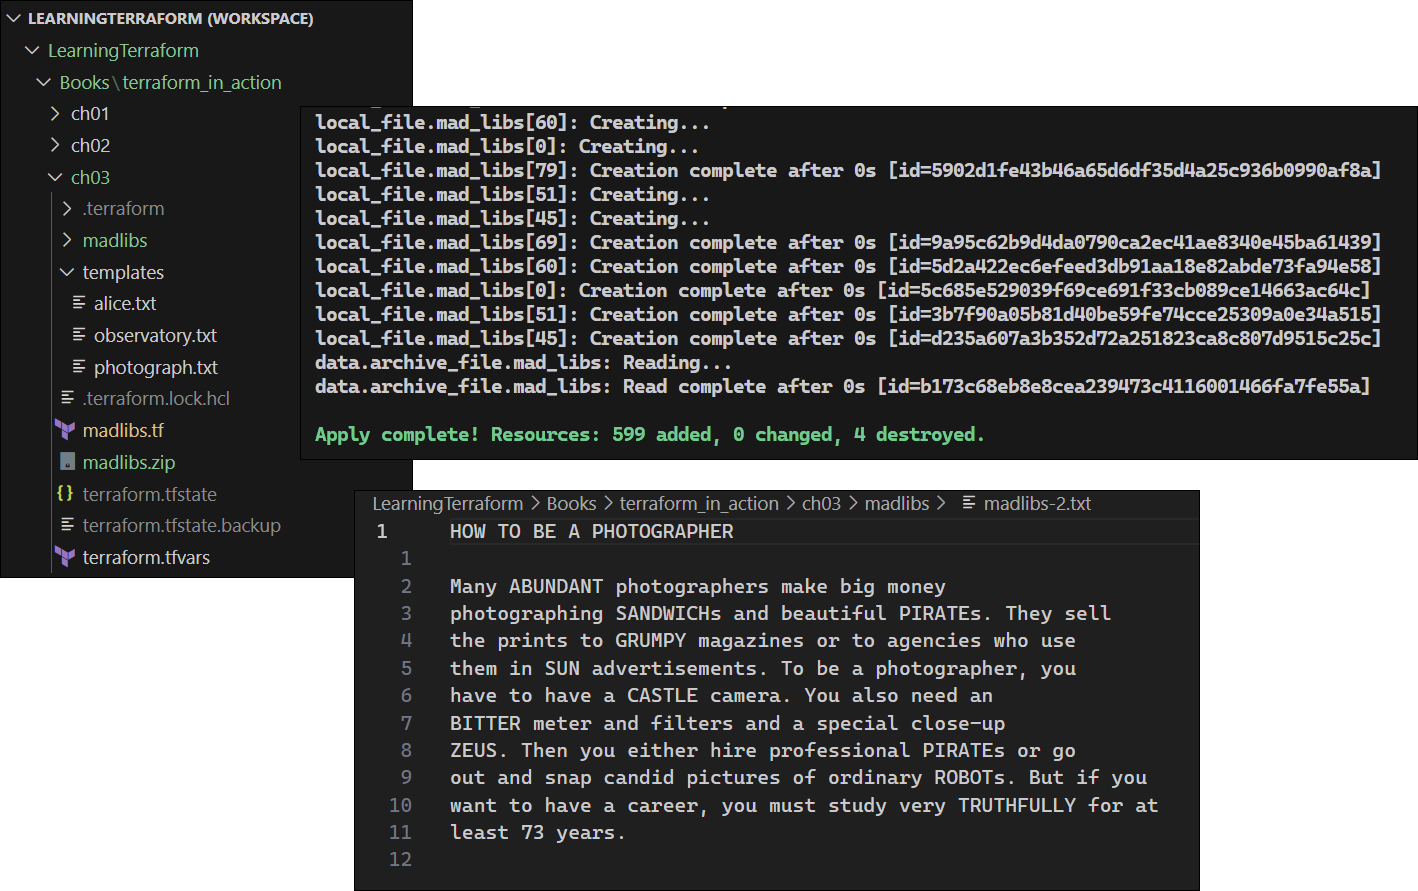 LEARNINGTERRAFORM (WORKSPACE)
LearningTerraform
Books\terraform_in_action
ch01
ch02
ch03
.terraform
madlibs
templates
alice.txt
observatory.txt
photograph.txt
.terraform.lock.hcl
madlibs.tf
madlibs.zip
{} terraform.tfstate
terraform.tfstate.backup
terraform.tfvars
local_file.mad_libs[60]: Creating...
local_file.mad_libs[0]: Creating...
local_file.mad_libs[79]: Creation complete after 0s [id=5902d1fe43b46a65d6df35d4a25c936b0990af8a]
local_file.mad_libs[51]: Creating...
local_file.mad_libs[45]: Creating...
local_file.mad_libs[69]: Creation complete after 0s [id=9a95c62b9d4da0790ca2ec41ae8340e45ba61439]
local_file.mad_libs[60]: Creation complete after 0s [id=5d2a422ec6efeed3db91aa18e82abde73fa94e58]
local_file.mad_libs[0]: Creation complete after 0s [id=5c685e529039f69ce691f33cb089ce14663ac64c]
local_file.mad_libs[51]: Creation complete after 0s [id=3b7f90a05b81d40be59fe74cce25309a0e34a515]
local_file.mad_libs[45]: Creation complete after 0s [id=d235a607a3b352d72a251823ca8c807d9515c25c]
data.archive_file.mad_libs: Reading...
data.archive_file.mad_libs: Read complete after 0s [id=b173c68eb8e8cea239473c4116001466fa7fe55a]
Apply complete! Resources: 599 added, 0 changed, 4 destroyed.
LearningTerraform > Books > terraform_in_action > ch03 > madlibs > madlibs-2.txt
1 HOW TO BE A PHOTOGRAPHER
1
2 Many ABUNDANT photographers make big money
3 photographing SANDWICHs and beautiful PIRATEs. They sell
4 the prints to GRUMPY magazines or to agencies who use
5 them in SUN advertisements. To be a photographer, you
6 have to have a CASTLE camera. You also need an
7 BITTER meter and filters and a special close-up
8 ZEUS. Then you either hire professional PIRATEs or go
9 out and snap candid pictures of ordinary ROBOTs. But if you
10 want to have a career, you must study very TRUTHFULLY for at
11 least 73 years.
12